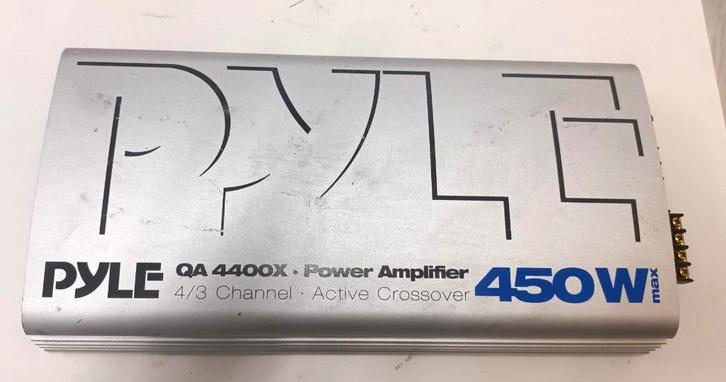 PYLE
PYLE
QA 4400X · Power Amplifier
4/3 Channel · Active Crossover
450W max